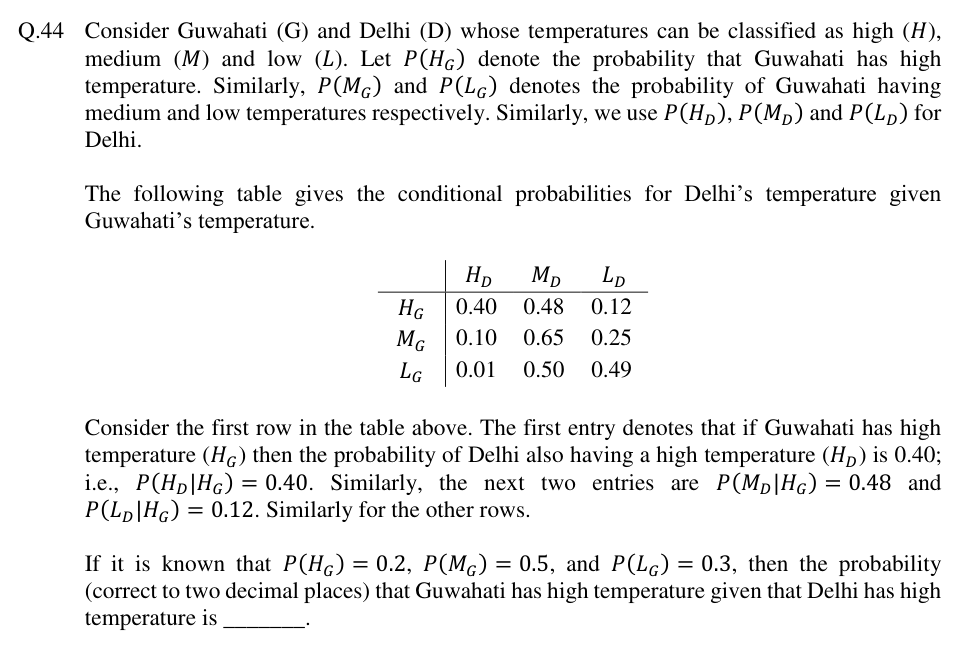 Q.44 Consider Guwahati (G) and Delhi (D) whose temperatures can be classified as high (H),
medium (M) and low (L). Let P(H_G) denote the probability that Guwahati has high
temperature. Similarly, P(M_G) and P(L_G) denotes the probability of Guwahati having
medium and low temperatures respectively. Similarly, we use P(H_D), P(M_D) and P(L_D) for
Delhi.
The following table gives the conditional probabilities for Delhi's temperature given
Guwahati's temperature.
H_D M_D L_D
H_G 0.40 0.48 0.12
M_G 0.10 0.65 0.25
L_G 0.01 0.50 0.49
Consider the first row in the table above. The first entry denotes that if Guwahati has high
temperature (H_G) then the probability of Delhi also having a high temperature (H_D) is 0.40;
i.e., P(H_D|H_G) = 0.40. Similarly, the next two entries are P(M_D|H_G) = 0.48 and
P(L_D|H_G) = 0.12. Similarly for the other rows.
If it is known that P(H_G) = 0.2, P(M_G) = 0.5, and P(L_G) = 0.3, then the probability
(correct to two decimal places) that Guwahati has high temperature given that Delhi has high
temperature is _______.